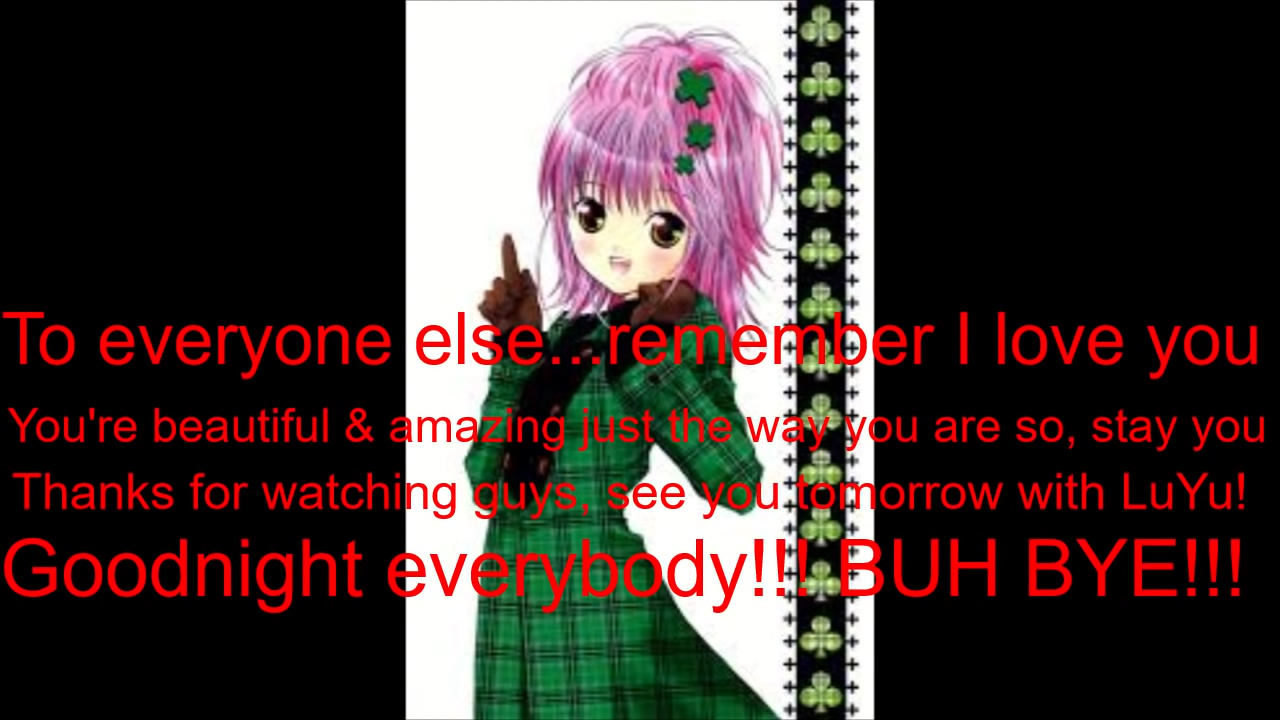 To everyone else...remember I love you
You're beautiful & amazing just the way you are so, stay you
Thanks for watching guys, see you tomorrow with LuYu!
Goodnight everybody!!! BUH BYE!!!